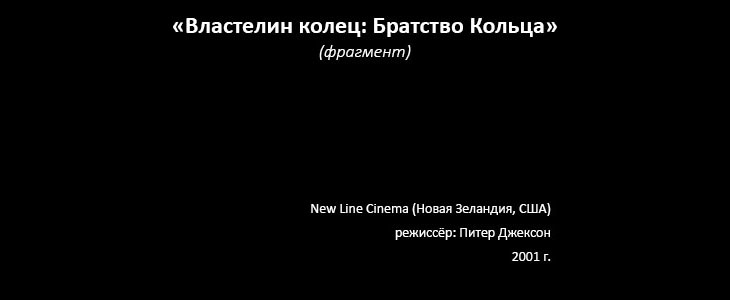 «Властелин колец: Братство Кольца»
(фрагмент)
New Line Cinema (Новая Зеландия, США)
режиссёр: Питер Джексон
2001 г.